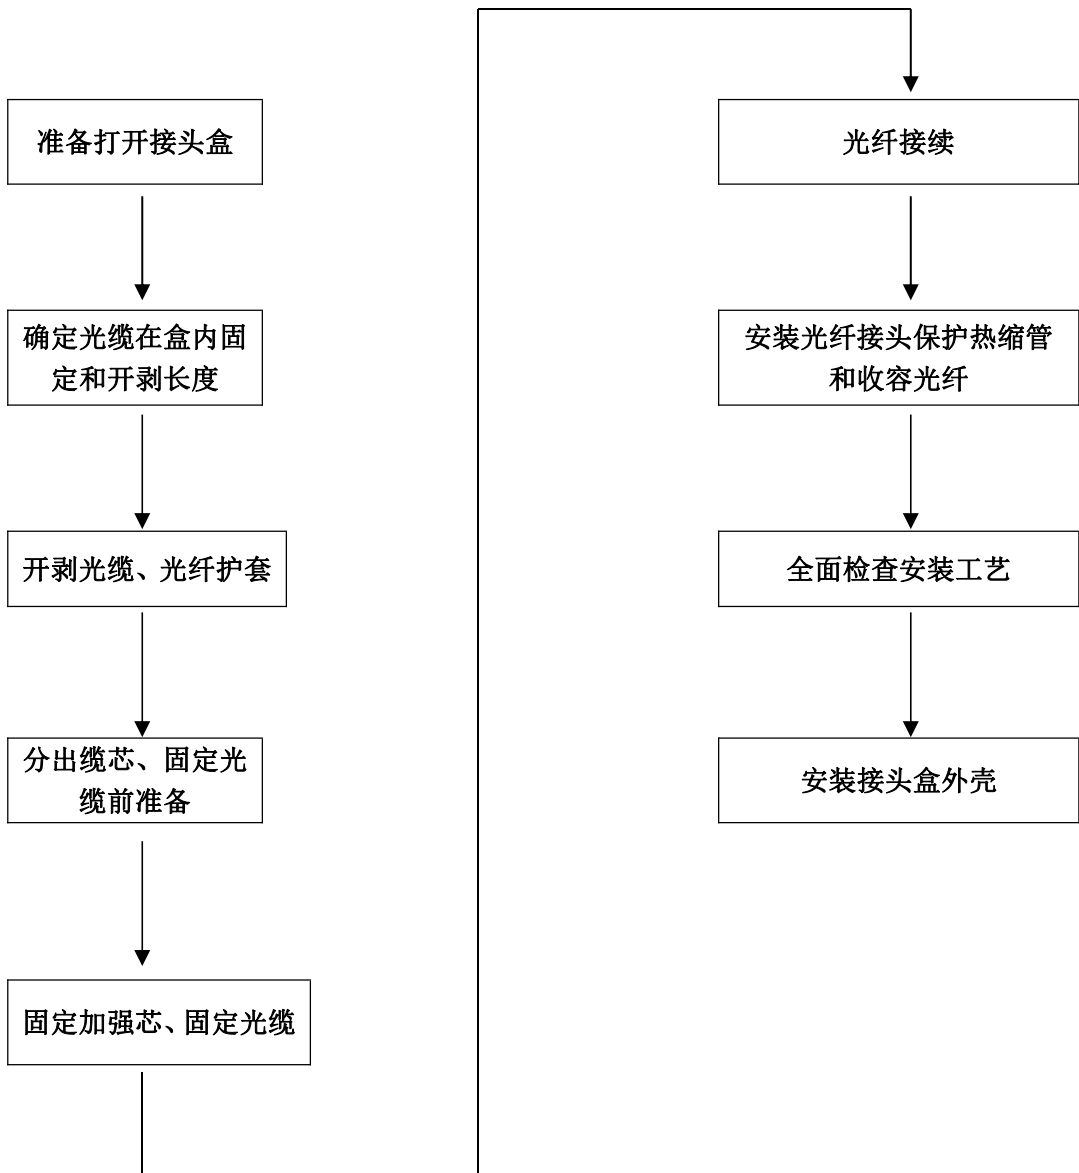 准备打开接头盒
确定光缆在盒内固
定和开剥长度
开剥光缆、光纤护套
分出缆芯、固定光
缆前准备
固定加强芯、固定光缆
光纤接续
安装光纤接头保护热缩管
和收容光纤
全面检查安装工艺
安装接头盒外壳